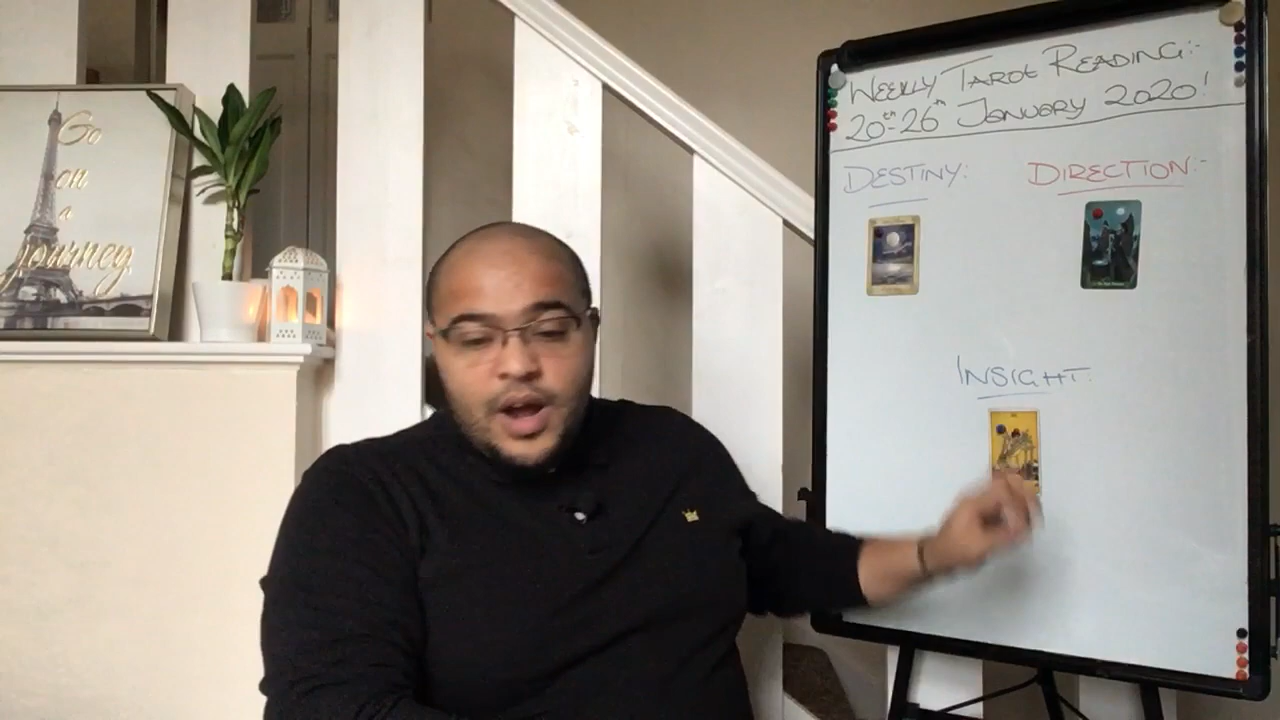 Go
on
a
journey
WEEKLY TAROT READING:-
20th-26th JANUARY 2020!
DESTINY:
DIRECTION:-
INSIGHT: